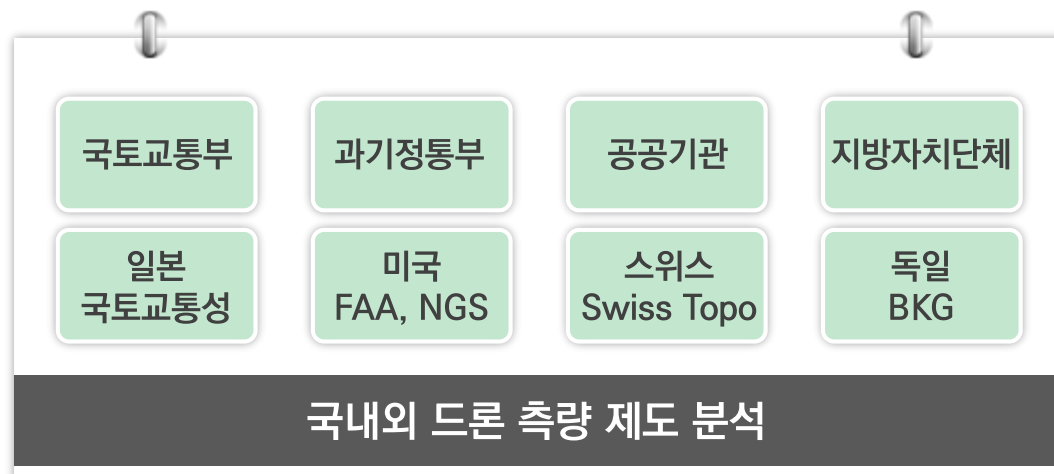 국토교통부
과기정통부
공공기관
지방자치단체
일본
국토교통성
미국
FAA, NGS
스위스
Swiss Topo
독일
BKG
국내외 드론 측량 제도 분석